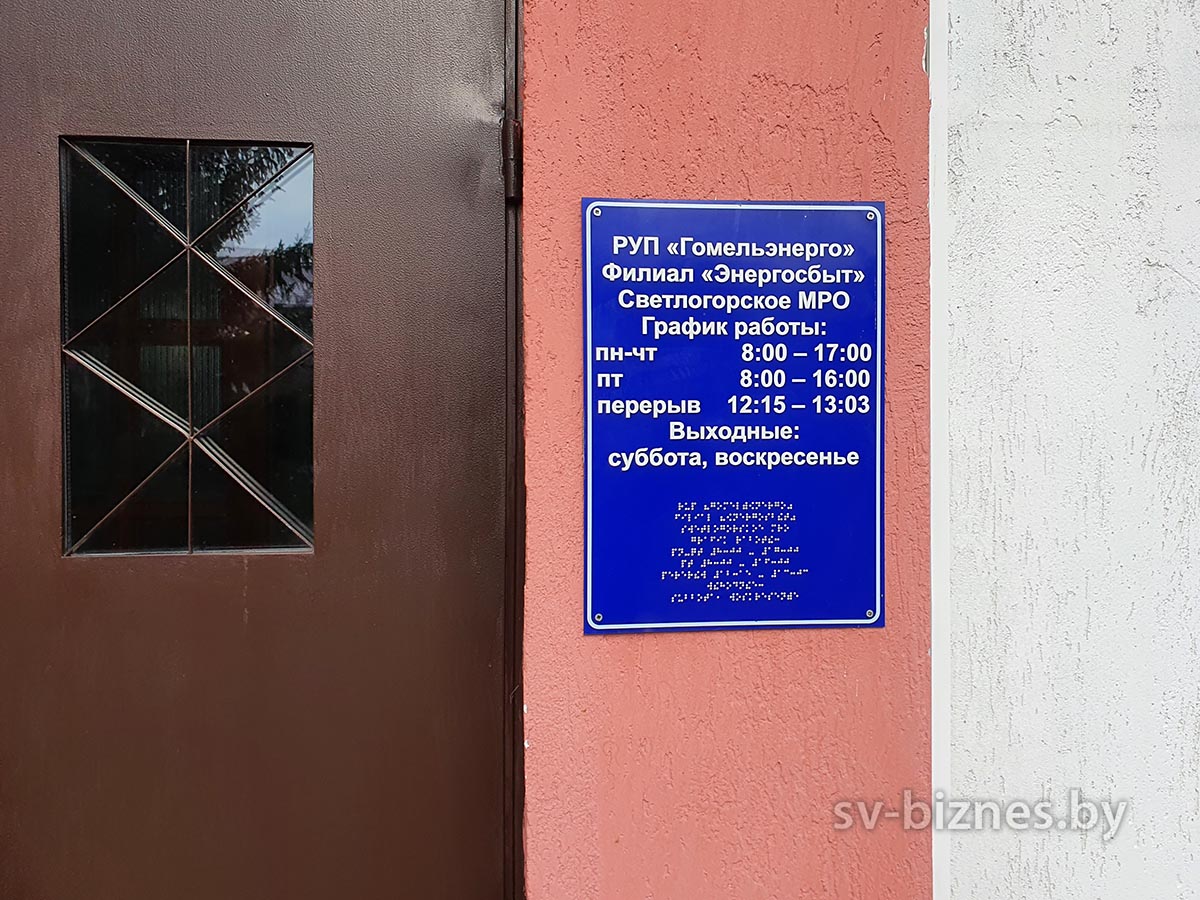 РУП «Гомельэнерго»
Филиал «Энергосбыт»
Светлогорское МРО
График работы:
пн-чт 8:00 – 17:00
пт 8:00 – 16:00
перерыв 12:15 – 13:03
Выходные:
суббота, воскресенье
sv-biznes.by